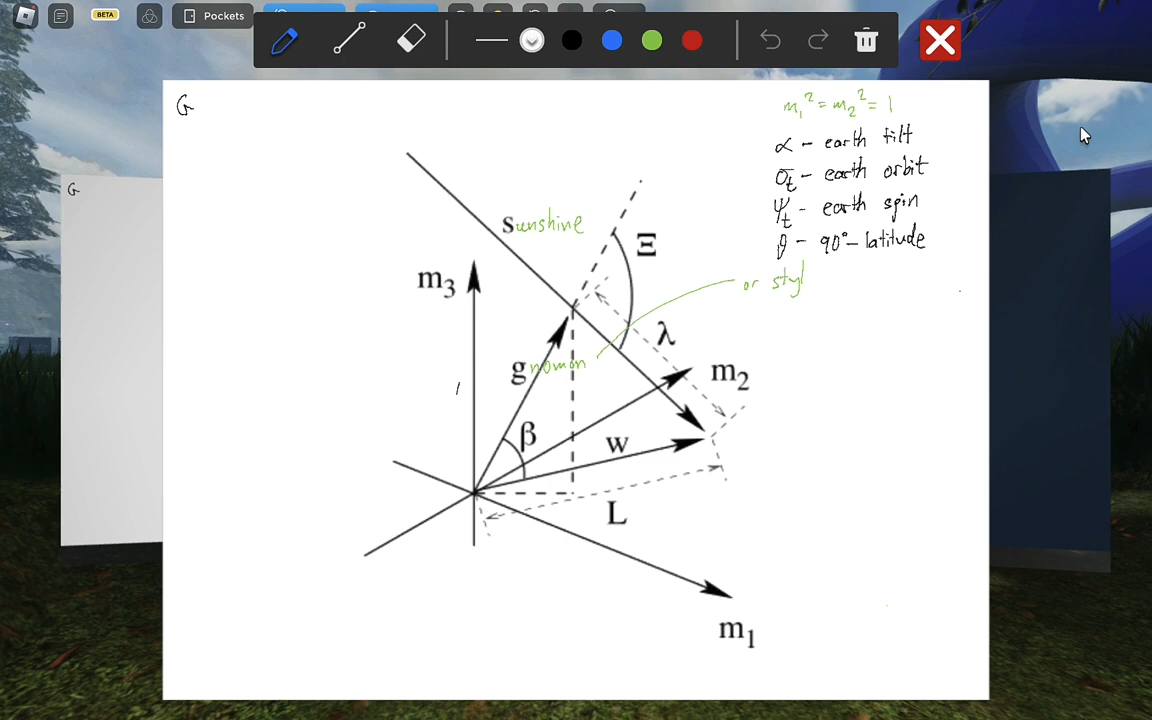 BETA
Pockets
G
G
m₁² = m₂² = 1
α - earth tilt
σₜ - earth orbit
ψₜ - earth spin
θ - 90° - latitude
or styl
sunshine
Ξ
m₃
λ
gnomon
m₂
β
w
L
m₁